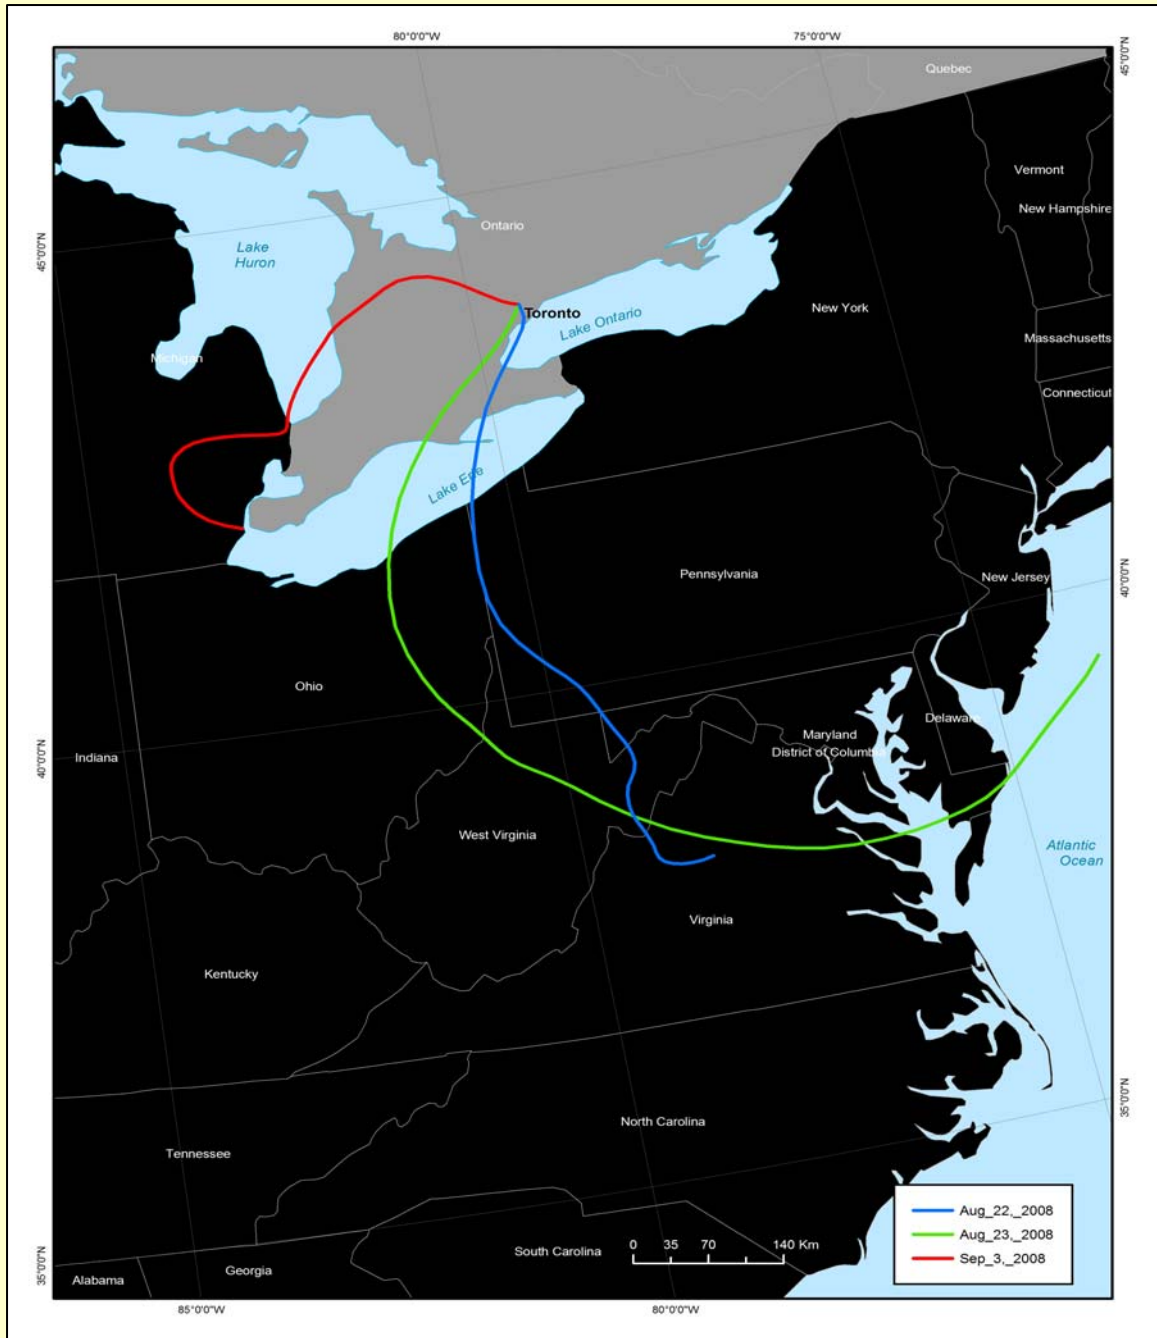 80°0'0"W
75°0'0"W
45°0'0"N
Quebec
Vermont
New Hampshire
Ontario
45°0'0"N
Lake
Huron
New York
Toronto
Lake Ontario
Massachusetts
Michigan
Connecticut
Lake Erie
Pennsylvania
New Jersey
40°0'0"N
Ohio
Delaware
Maryland
District of Columbia
Indiana
40°0'0"N
West Virginia
Atlantic
Ocean
Virginia
Kentucky
35°0'0"N
North Carolina
Tennessee
Aug_22,_2008
Aug_23,_2008
Sep_3,_2008
South Carolina
0 35 70 140 Km
Georgia
Alabama
35°0'0"N
85°0'0"W
80°0'0"W